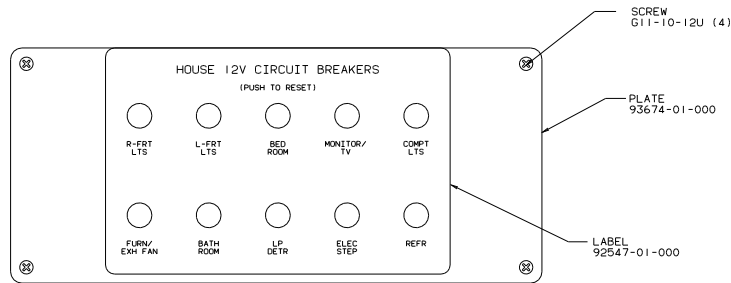 SCREW
G11-10-12U (4)
HOUSE 12V CIRCUIT BREAKERS
(PUSH TO RESET)
PLATE
93674-01-000
R-FRT
LTS
L-FRT
LTS
BED
ROOM
MONITOR/
TV
COMPT
LTS
FURN/
EXH FAN
BATH
ROOM
LP
DETR
ELEC
STEP
REFR
LABEL
92547-01-000